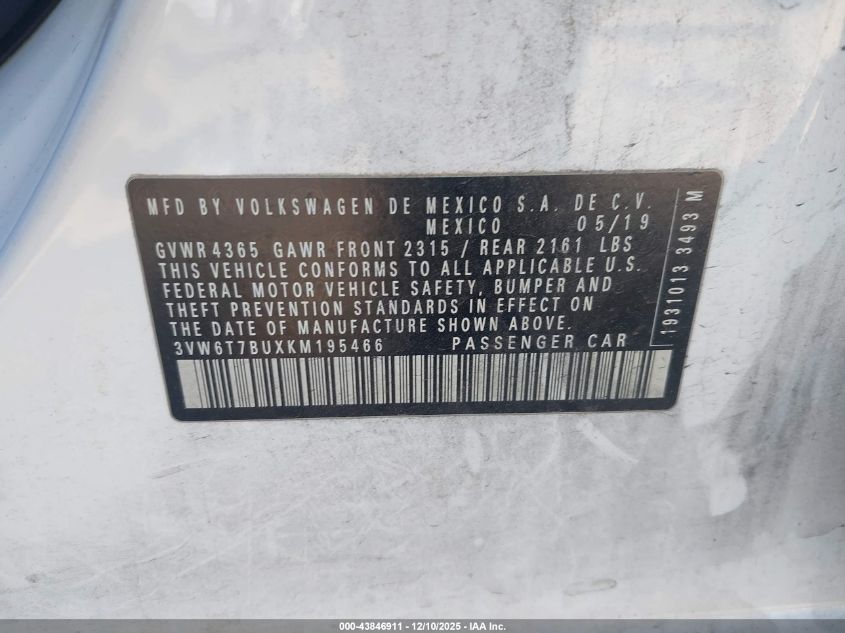 MFD BY VOLKSWAGEN DE MEXICO S.A. DE C.V.
MEXICO 05/19
GVWR 4365 GAWR FRONT 2315 / REAR 2161 LBS
THIS VEHICLE CONFORMS TO ALL APPLICABLE U.S.
FEDERAL MOTOR VEHICLE SAFETY, BUMPER AND
THEFT PREVENTION STANDARDS IN EFFECT ON
THE DATE OF MANUFACTURE SHOWN ABOVE.
3VW6T7BUXKM195466 PASSENGER CAR
1931013 3493 M
000-43846911 - 12/10/2025 - IAA Inc.